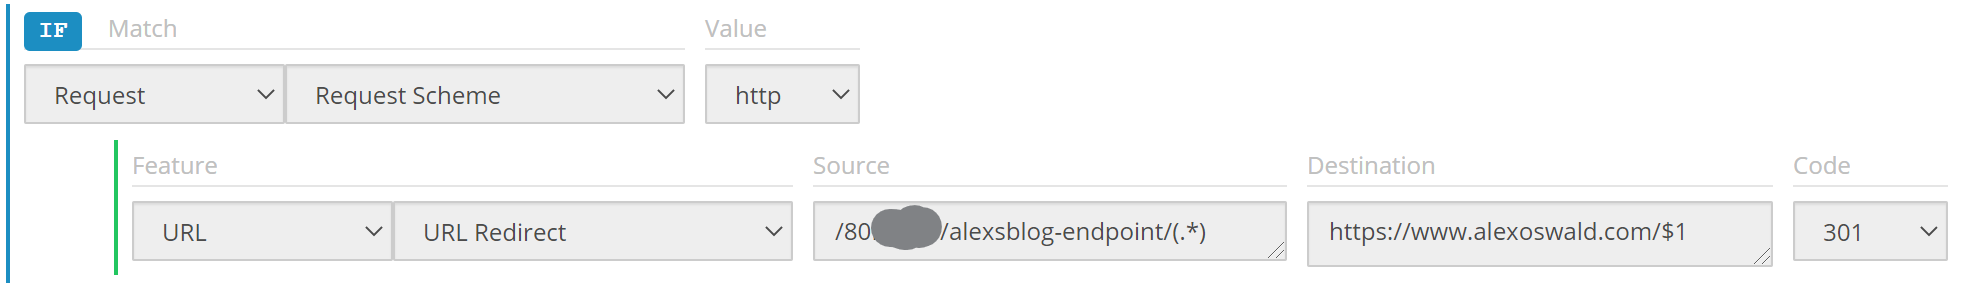 IF Match Value
Request Request Scheme http
Feature Source Destination Code
URL URL Redirect /80 /alexsblog-endpoint/(.*) https://www.alexoswald.com/$1 301